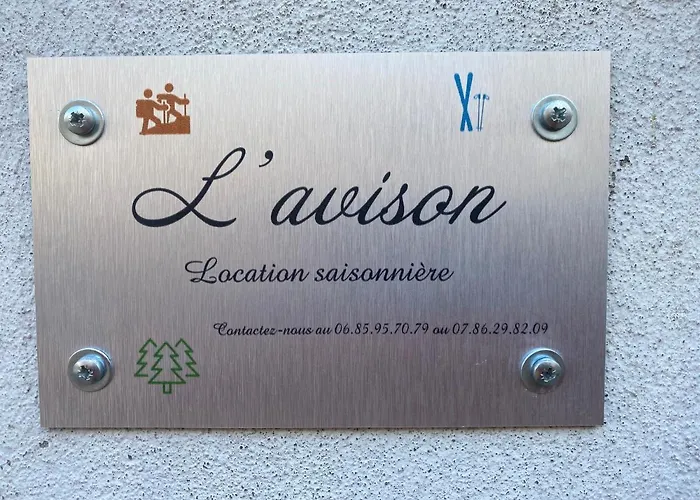 L'avison
Location saisonnière
Contactez-nous au 06.85.95.70.79 ou 07.86.29.82.09